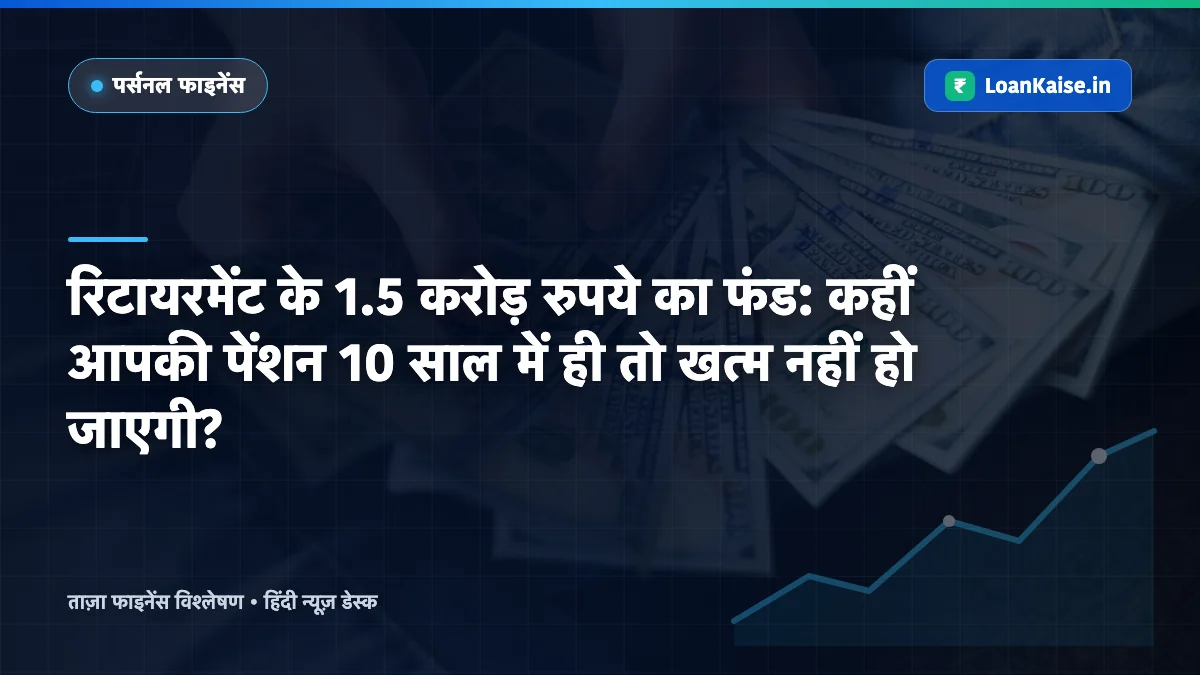 पर्सनल फाइनेंस
₹ LoanKaise.in
रिटायरमेंट के 1.5 करोड़ रुपये का फंड: कहीं
आपकी पेंशन 10 साल में ही तो खत्म नहीं हो
जाएगी?
ताज़ा फाइनेंस विश्लेषण • हिंदी न्यूज़ डेस्क
100